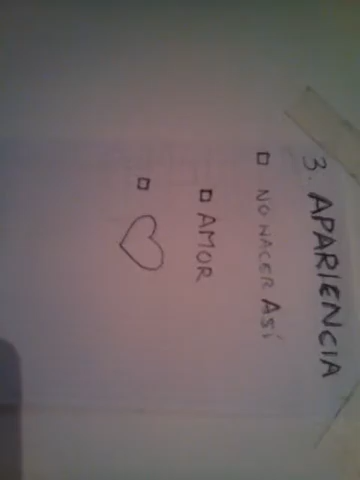 3. APARIENCIA
□ NO NACER ASÍ
□ AMOR
□ ♡